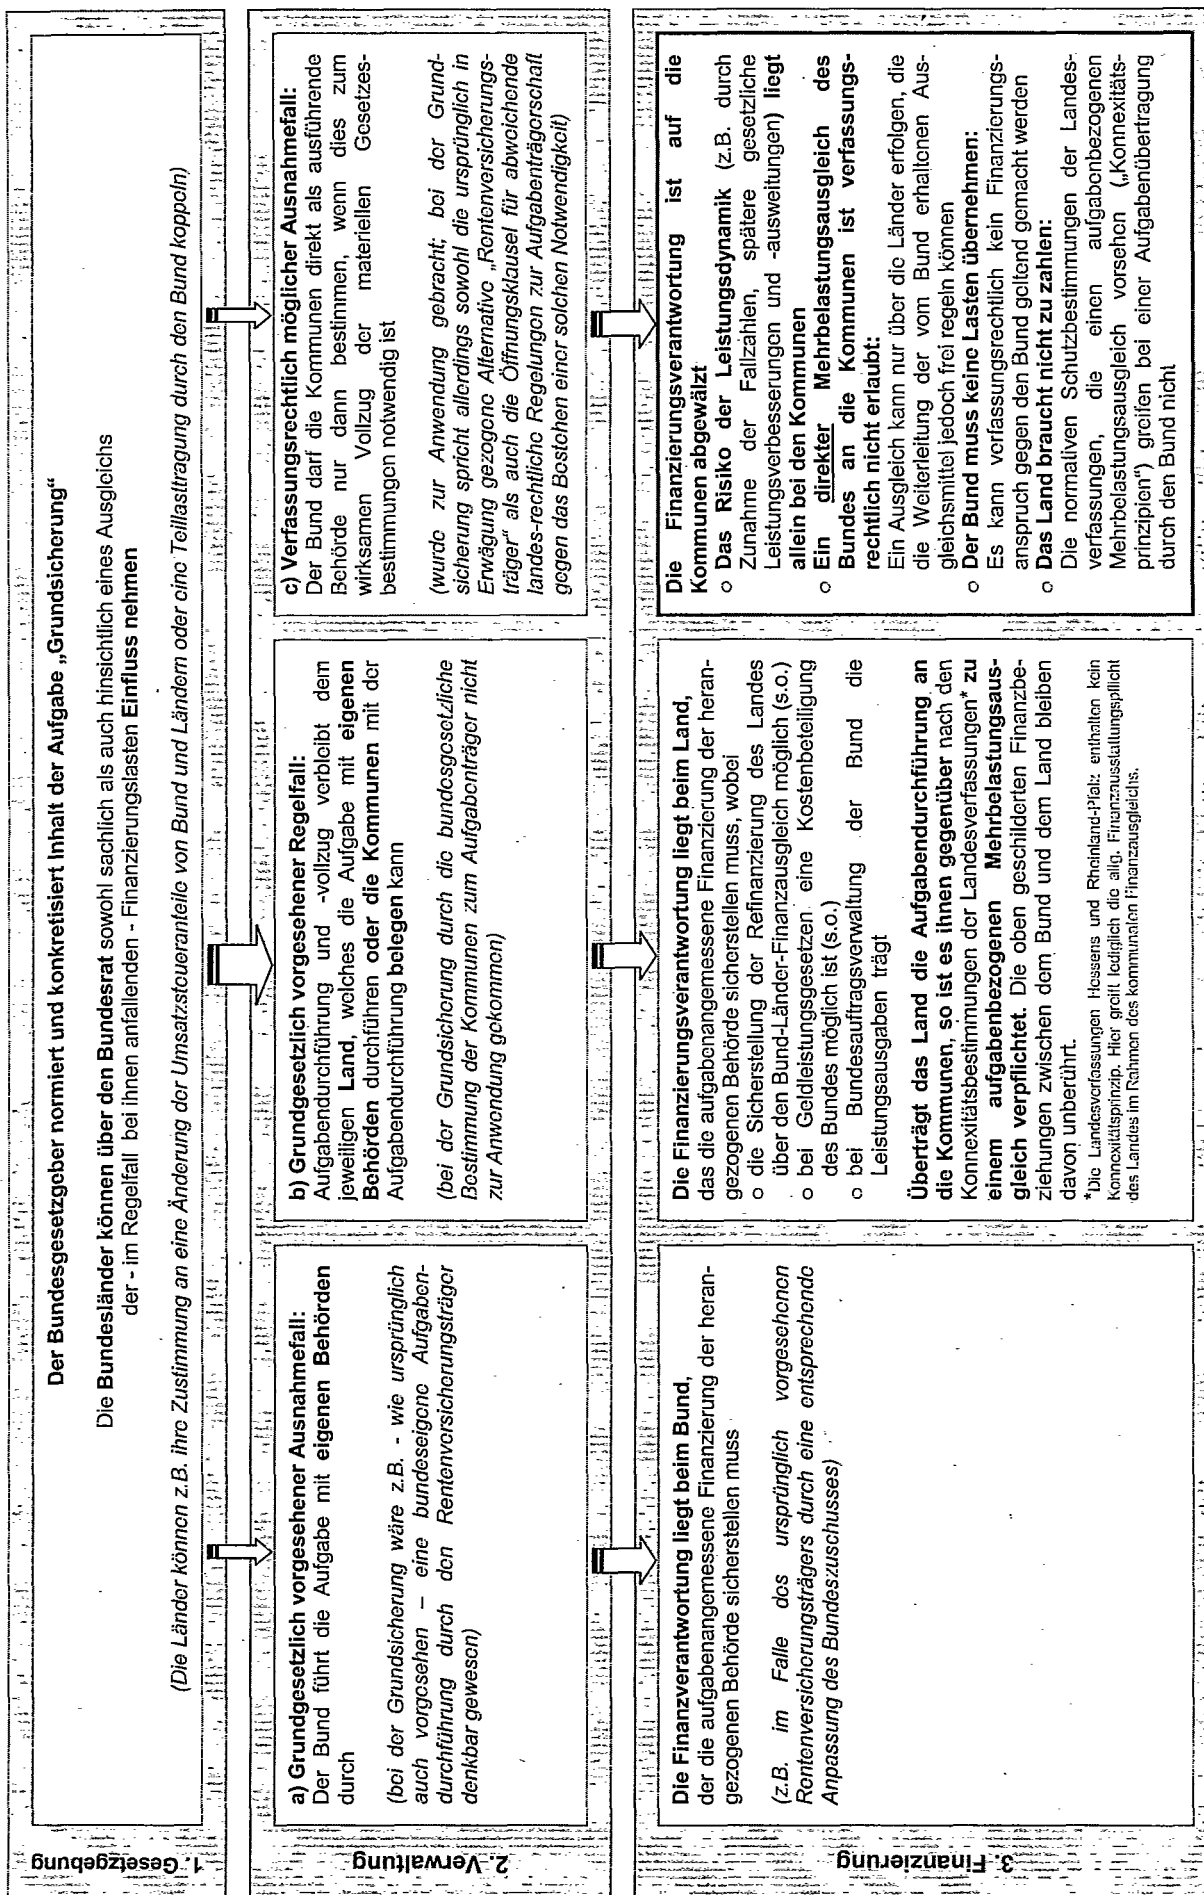 1. Gesetzgebung
Der Bundesgesetzgeber normiert und konkretisiert Inhalt der Aufgabe „Grundsicherung“
Die Bundesländer können über den Bundesrat sowohl sachlich als auch hinsichtlich eines Ausgleichs
der - im Regelfall bei ihnen anfallenden - Finanzierungslasten Einfluss nehmen
(Die Länder können z.B. ihre Zustimmung an eine Änderung der Umsatzsteueranteile von Bund und Ländern oder eine Teillasttragung durch den Bund koppeln)
2. Verwaltung
a) Grundgesetzlich vorgesehener Ausnahmefall:
Der Bund führt die Aufgabe mit eigenen Behörden
durch
(bei der Grundsicherung wäre z.B. - wie ursprünglich
auch vorgesehen – eine bundeseigene Aufgaben-
durchführung durch den Rentenversicherungsträger
denkbar gewesen)
b) Grundgesetzlich vorgesehener Regelfall:
Aufgabendurchführung und -vollzug verbleibt dem
jeweiligen Land, welches die Aufgabe mit eigenen
Behörden durchführen oder die Kommunen mit der
Aufgabendurchführung belegen kann
(bei der Grundsicherung durch die bundesgesetzliche
Bestimmung der Kommunen zum Aufgabenträger nicht
zur Anwendung gekommen)
c) Verfassungsrechtlich möglicher Ausnahmefall:
Der Bund darf die Kommunen direkt als ausführende
Behörde nur dann bestimmen, wenn dies zum
wirksamen Vollzug der materiellen Gesetzes-
bestimmungen notwendig ist
(wurde zur Anwendung gebracht; bei der Grund-
sicherung spricht allerdings sowohl die ursprünglich in
Erwägung gezogene Alternative „Rentenversicherungs-
träger“ als auch die Öffnungsklausel für abweichende
landes-rechtliche Regelungen zur Aufgabenträgerschaft
gegen das Bestehen einer solchen Notwendigkeit)
3. Finanzierung
Die Finanzverantwortung liegt beim Bund,
der die aufgabenangemessene Finanzierung der heran-
gezogenen Behörde sicherstellen muss
(z.B. im Falle des ursprünglich vorgesehenen
Rentenversicherungsträgers durch eine entsprechende
Anpassung des Bundeszuschusses)
Die Finanzverantwortung liegt beim Land,
das die aufgabenangemessene Finanzierung der heran-
gezogenen Behörde sicherstellen muss, wobei
o die Sicherstellung der Refinanzierung des Landes
über den Bund-Länder-Finanzausgleich möglich (s.o.)
o bei Geldleistungsgesetzen eine Kostenbeteiligung
des Bundes möglich ist (s.o.)
o bei Bundesauftragsverwaltung der Bund die
Leistungsausgaben trägt
Überträgt das Land die Aufgabendurchführung an
die Kommunen, so ist es ihnen gegenüber nach den
Konnexitätsbestimmungen der Landesverfassungen* zu
einem aufgabenbezogenen Mehrbelastungsaus-
gleich verpflichtet. Die oben geschilderten Finanzbe-
ziehungen zwischen dem Bund und dem Land bleiben
davon unberührt.
*Die Landesverfassungen Hessens und Rheinland-Pfalz enthalten kein
Konnexitätsprinzip. Hier greift lediglich die allg. Finanzausstattungspflicht
des Landes im Rahmen des kommunalen Finanzausgleichs.
Die Finanzierungsverantwortung ist auf die
Kommunen abgewälzt
o Das Risiko der Leistungsdynamik (z.B. durch
Zunahme der Fallzahlen, spätere gesetzliche
Leistungsverbesserungen und -ausweitungen) liegt
allein bei den Kommunen
o Ein direkter Mehrbelastungsausgleich des
Bundes an die Kommunen ist verfassungs-
rechtlich nicht erlaubt:
Ein Ausgleich kann nur über die Länder erfolgen, die
die Weiterleitung der vom Bund erhaltenen Aus-
gleichsmittel jedoch frei regeln können
o Der Bund muss keine Lasten übernehmen:
Es kann verfassungsrechtlich kein Finanzierungs-
anspruch gegen den Bund geltend gemacht werden
o Das Land braucht nicht zu zahlen:
Die normativen Schutzbestimmungen der Landes-
verfassungen, die einen aufgabenbezogenen
Mehrbelastungsausgleich vorsehen („Konnexitäts-
prinzipien“) greifen bei einer Aufgabenübertragung
durch den Bund nicht